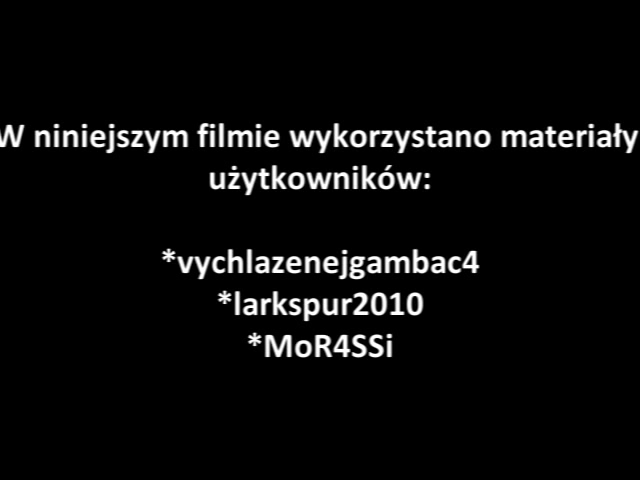 W niniejszym filmie wykorzystano materiały
użytkowników:
*vychlazenejgambac4
*larkspur2010
*MoR4SSi